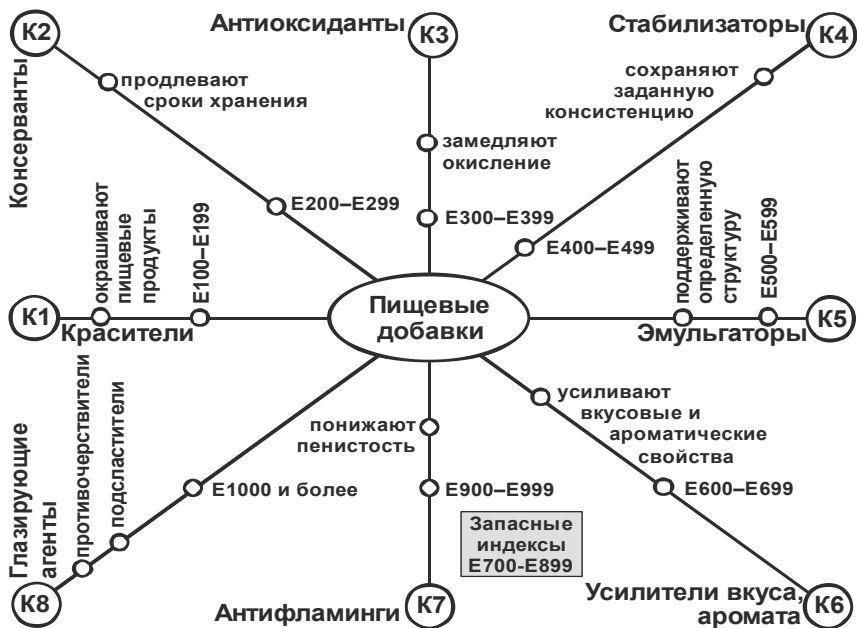 К2
Антиоксиданты
К3
Стабилизаторы
К4
Консерванты
продлевают
сроки хранения
Е200–Е299
замедляют
окисление
Е300–Е399
сохраняют
заданную
консистенцию
Е400–Е499
К1
Красители
окрашивают
пищевые
продукты
Е100–Е199
Пищевые
добавки
поддерживают
определенную
структуру
Е500–Е599
Эмульгаторы
К5
Глазирующие
агенты
противочерствители
подсластители
Е1000 и более
К8
понижают
пенистость
Е900–Е999
Запасные
индексы
Е700-Е899
Антифламинги
К7
усиливают
вкусовые и
ароматические
свойства
Е600–Е699
Усилители вкуса,
аромата
К6